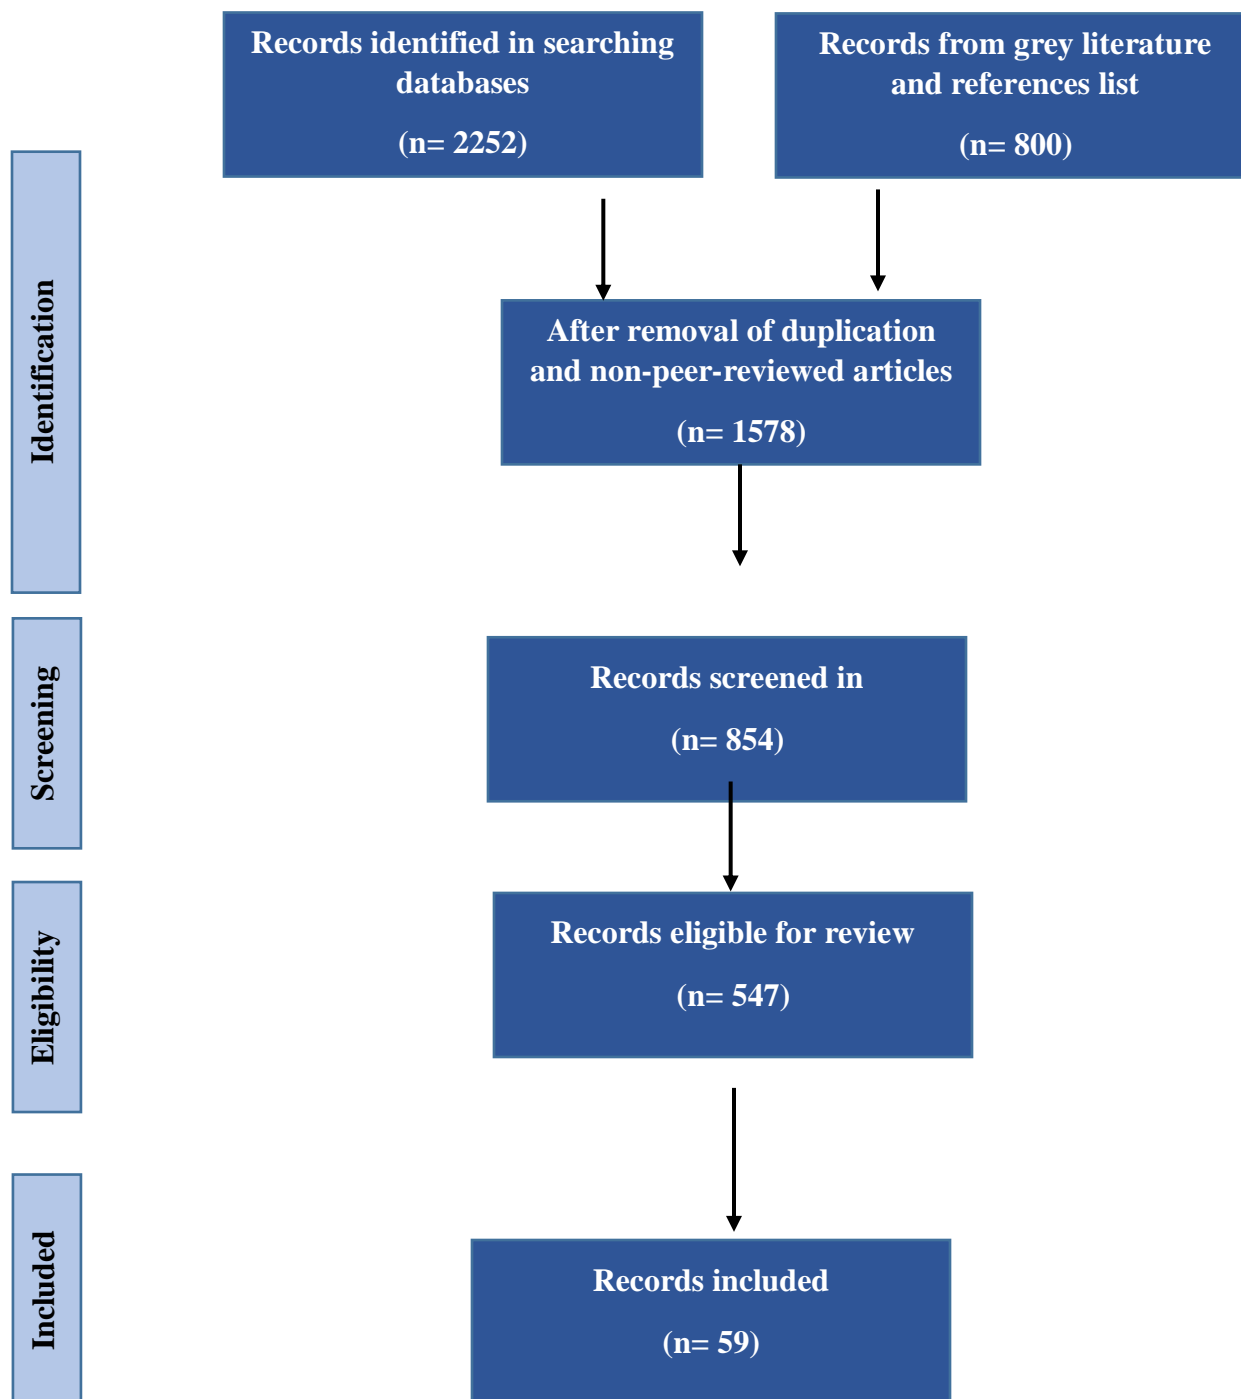 Records identified in searching
databases
(n= 2252)
Records from grey literature
and references list
(n= 800)
Identification
After removal of duplication
and non-peer-reviewed articles
(n= 1578)
Screening
Records screened in
(n= 854)
Eligibility
Records eligible for review
(n= 547)
Included
Records included
(n= 59)